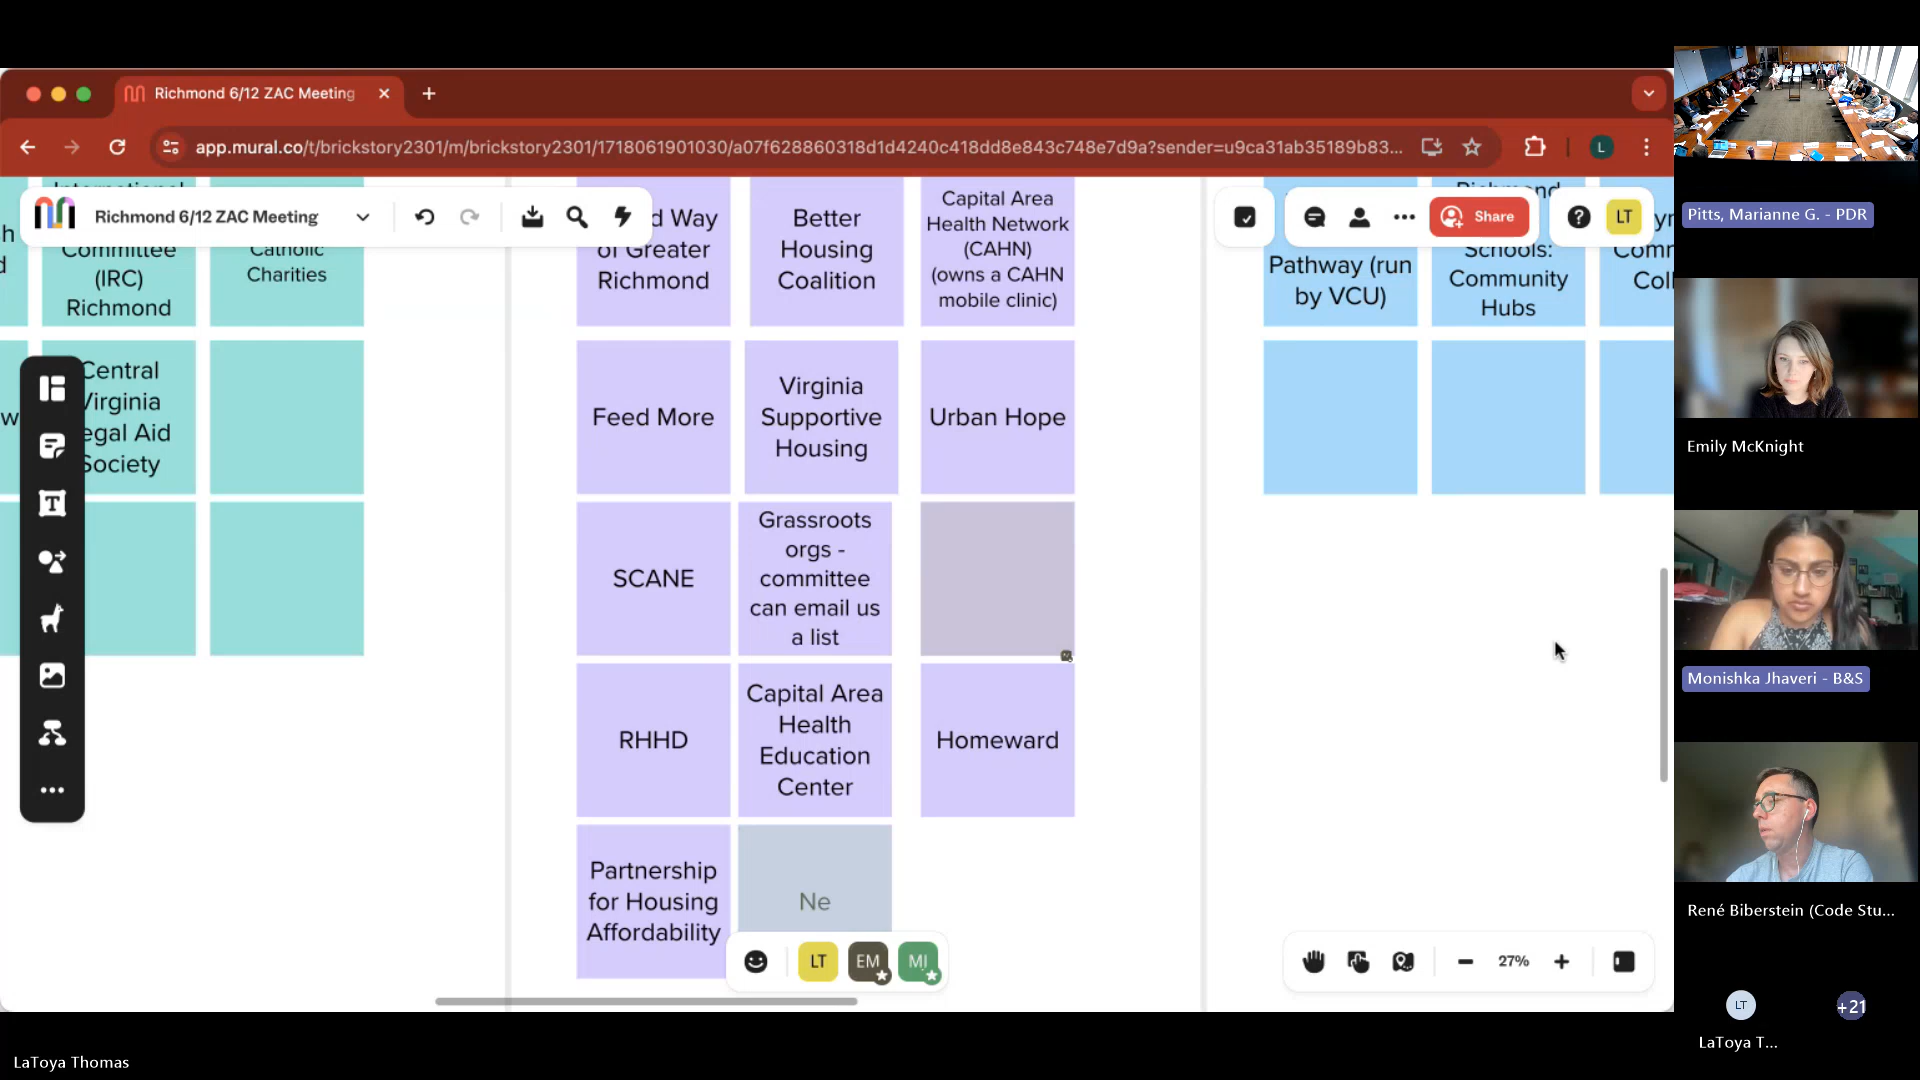 Richmond 6/12 ZAC Meeting
app.mural.co/t/brickstory2301/m/brickstory2301/1718061901030/a07f628860318d1d4240c418dd8e843c748e7d9a?sender=u9ca31ab35189b83...
L
Richmond 6/12 ZAC Meeting
Share
LT
Committee
(IRC)
Richmond
Catholic
Charities
Central
Virginia
egal Aid
Society
Way
of Greater
Richmond
Better
Housing
Coalition
Capital Area
Health Network
(CAHN)
(owns a CAHN
mobile clinic)
Feed More
Virginia
Supportive
Housing
Urban Hope
SCANE
Grassroots
orgs -
committee
can email us
a list
RHHD
Capital Area
Health
Education
Center
Homeward
Partnership
for Housing
Affordability
Ne
Pathway (run
by VCU)
Richmond
Schools:
Community
Hubs
Comm
Coll
LT
EM
MI
27%
Pitts, Marianne G. - PDR
Emily McKnight
Monishka Jhaveri - B&S
René Biberstein (Code Stu...
LT
+21
LaToya T...
LaToya Thomas